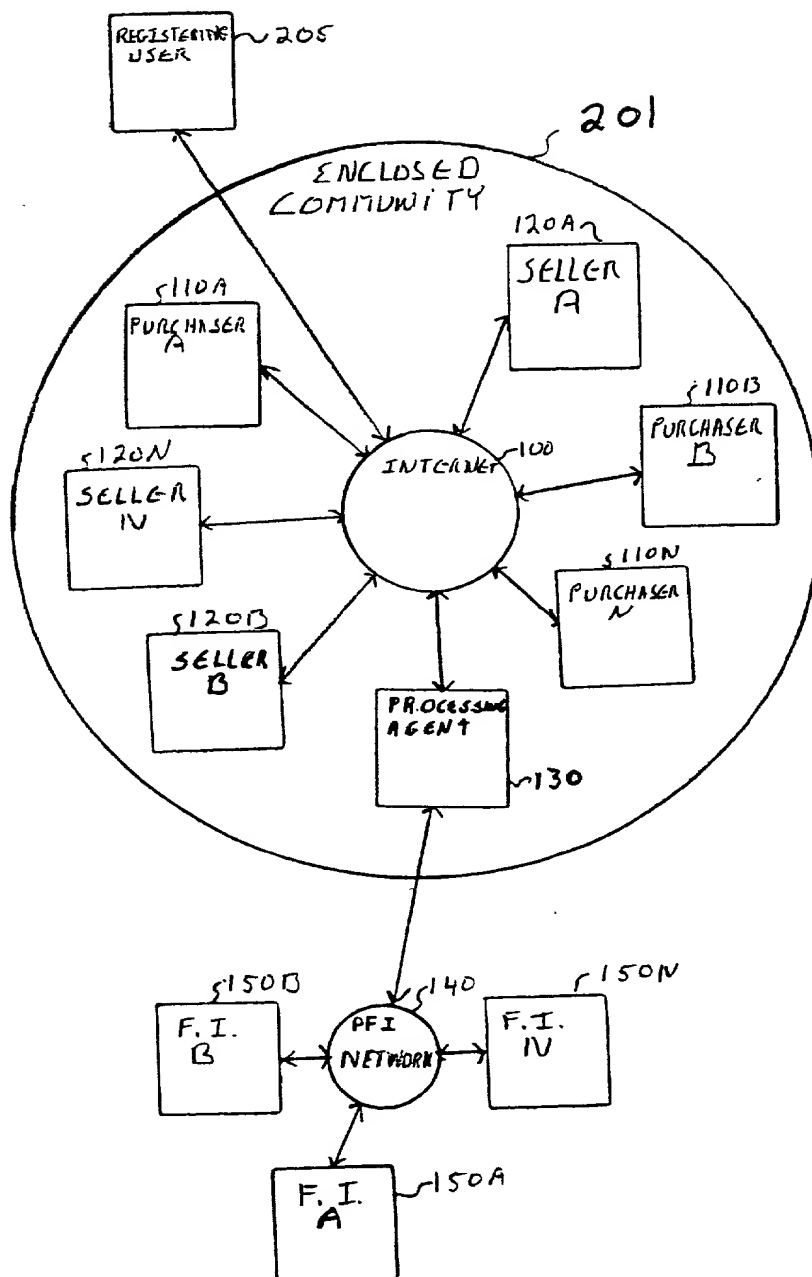 REGISTERING
USER
205
201
ENCLOSED
COMMUNITY
120A
SELLER
A
110A
PURCHASER
A
110B
PURCHASER
B
INTERNET
100
120N
SELLER
N
110N
PURCHASER
N
120B
SELLER
B
PROCESSING
AGENT
130
150B
F. I.
B
140
PFI
NETWORK
150N
F. I.
N
F. I.
A
150A